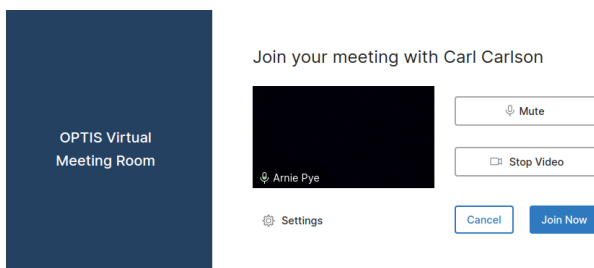 OPTIS Virtual
Meeting Room
Join your meeting with Carl Carlson
Arnie Pye
Mute
Stop Video
Settings
Cancel
Join Now